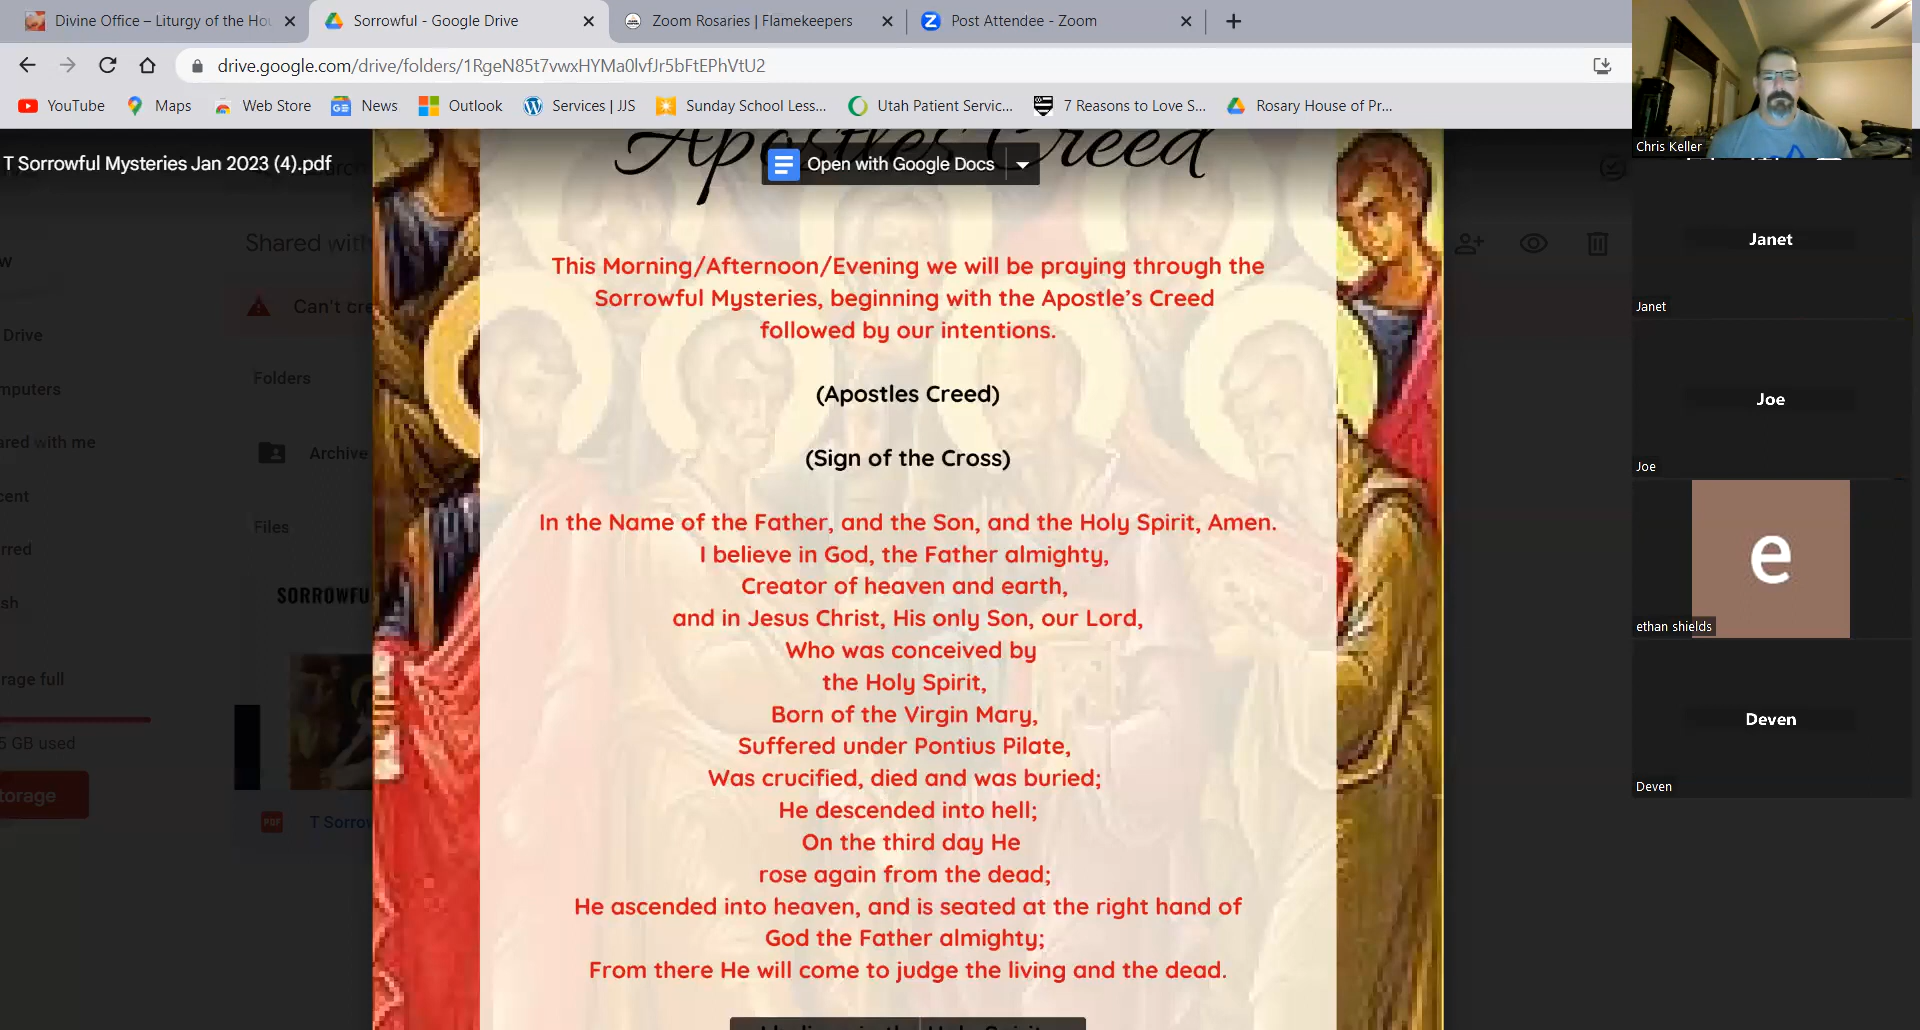 Divine Office – Liturgy of the Hou
Sorrowful - Google Drive
Zoom Rosaries | Flamekeepers
Post Attendee - Zoom
drive.google.com/drive/folders/1RgeN85t7vwxHYMa0lvfJr5bFtEPhVtU2
YouTube
Maps
Web Store
News
Outlook
Services | JJS
Sunday School Less...
Utah Patient Servic...
7 Reasons to Love S...
Rosary House of Pr...
T Sorrowful Mysteries Jan 2023 (4).pdf
Apostles Creed
Open with Google Docs
Shared with
Can't cre
Drive
mputers
ared with me
cent
rred
sh
rage full
5 GB used
torage
Folders
Archive
Files
SORROWFU
PDF
T Sorrow
This Morning/Afternoon/Evening we will be praying through the
Sorrowful Mysteries, beginning with the Apostle's Creed
followed by our intentions.
(Apostles Creed)
(Sign of the Cross)
In the Name of the Father, and the Son, and the Holy Spirit, Amen.
I believe in God, the Father almighty,
Creator of heaven and earth,
and in Jesus Christ, His only Son, our Lord,
Who was conceived by
the Holy Spirit,
Born of the Virgin Mary,
Suffered under Pontius Pilate,
Was crucified, died and was buried;
He descended into hell;
On the third day He
rose again from the dead;
He ascended into heaven, and is seated at the right hand of
God the Father almighty;
From there He will come to judge the living and the dead.
Chris Keller
Janet
Janet
Joe
Joe
e
ethan shields
Deven
Deven